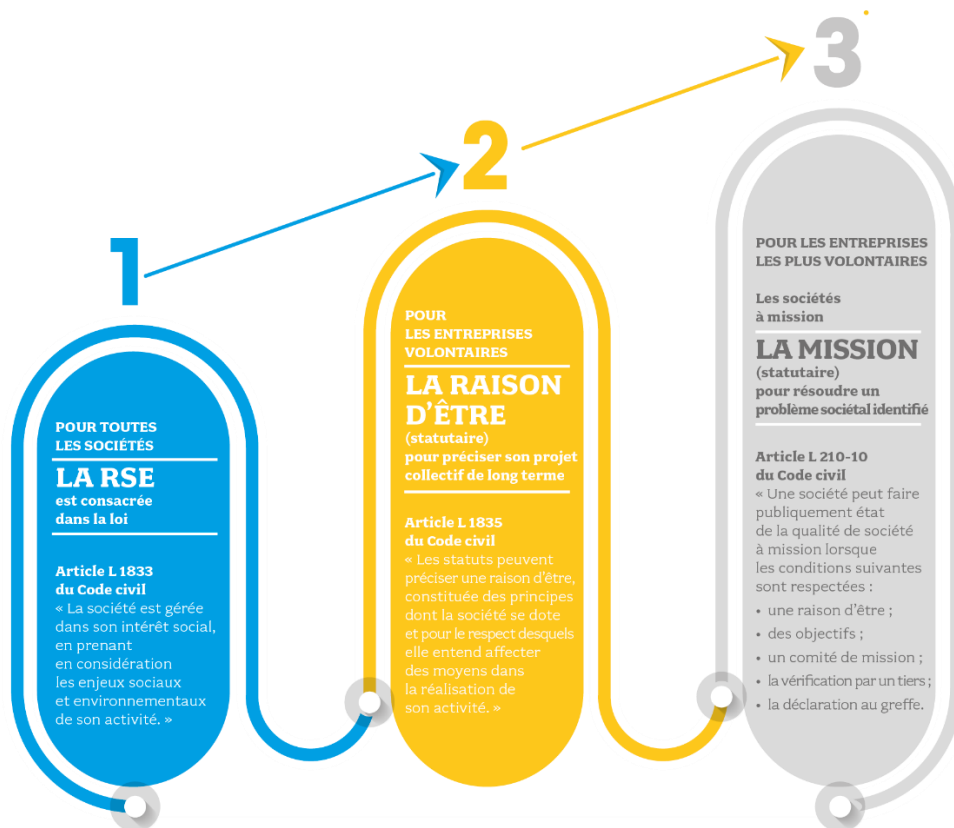 1
POUR TOUTES
LES SOCIÉTÉS
LA RSE
est consacrée
dans la loi
Article L 1833
du Code civil
« La société est gérée
dans son intérêt social,
en prenant
en considération
les enjeux sociaux
et environnementaux
de son activité. »
2
POUR
LES ENTREPRISES
VOLONTAIRES
LA RAISON
D’ÊTRE
(statutaire)
pour préciser son projet
collectif de long terme
Article L 1835
du Code civil
« Les statuts peuvent
préciser une raison d’être,
constituée des principes
dont la société se dote
et pour le respect desquels
elle entend affecter
des moyens dans
la réalisation de
son activité. »
3
POUR LES ENTREPRISES
LES PLUS VOLONTAIRES
Les sociétés
à mission
LA MISSION
(statutaire)
pour résoudre un
problème sociétal identifié
Article L 210-10
du Code civil
« Une société peut faire
publiquement état
de la qualité de société
à mission lorsque
les conditions suivantes
sont respectées :
• une raison d’être ;
• des objectifs ;
• un comité de mission ;
• la vérification par un tiers ;
• la déclaration au greffe.